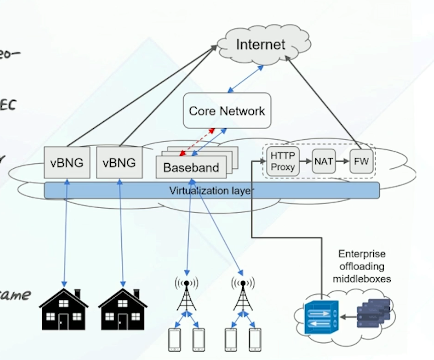 eo-
EC
Internet
Core Network
vBNG
vBNG
Baseband
HTTP
Proxy
NAT
FW
Virtualization layer
Enterprise
offloading
middleboxes
ame